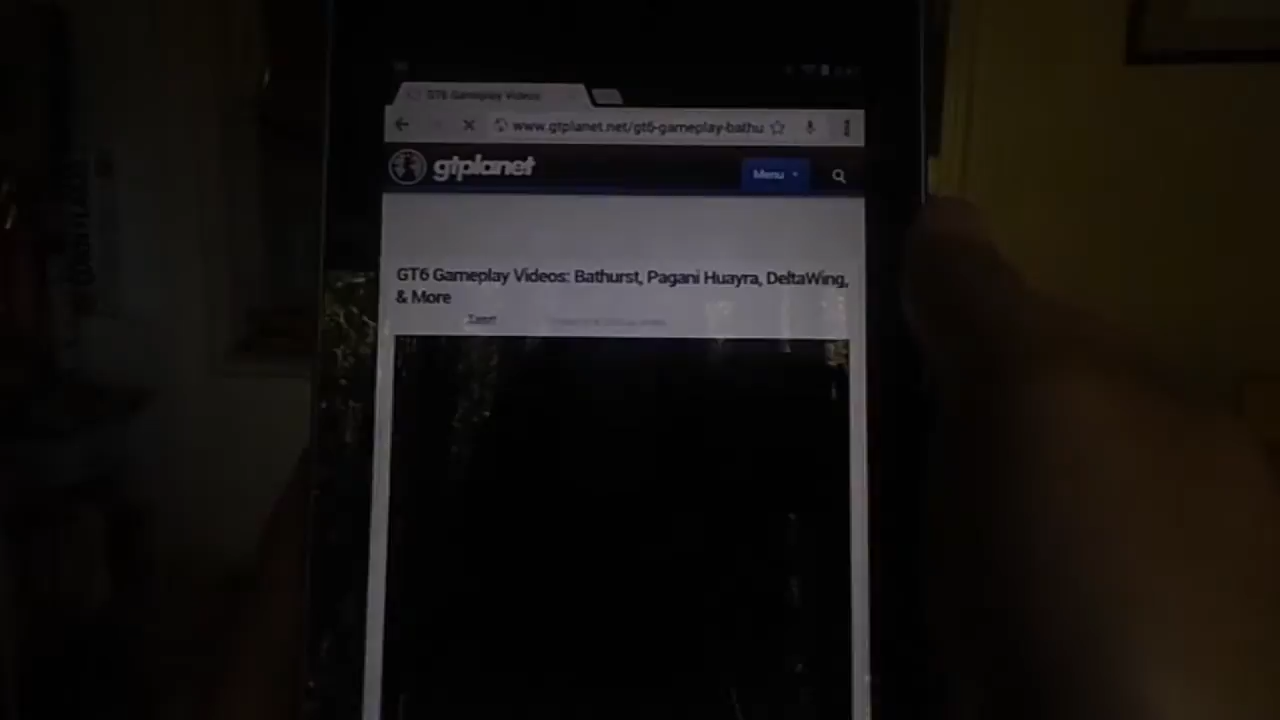 GT6 Gameplay Videos
www.gtplanet.net/gt6-gameplay-bathu
gtplanet
Menu
GT6 Gameplay Videos: Bathurst, Pagani Huayra, DeltaWing,
& More
Tweet